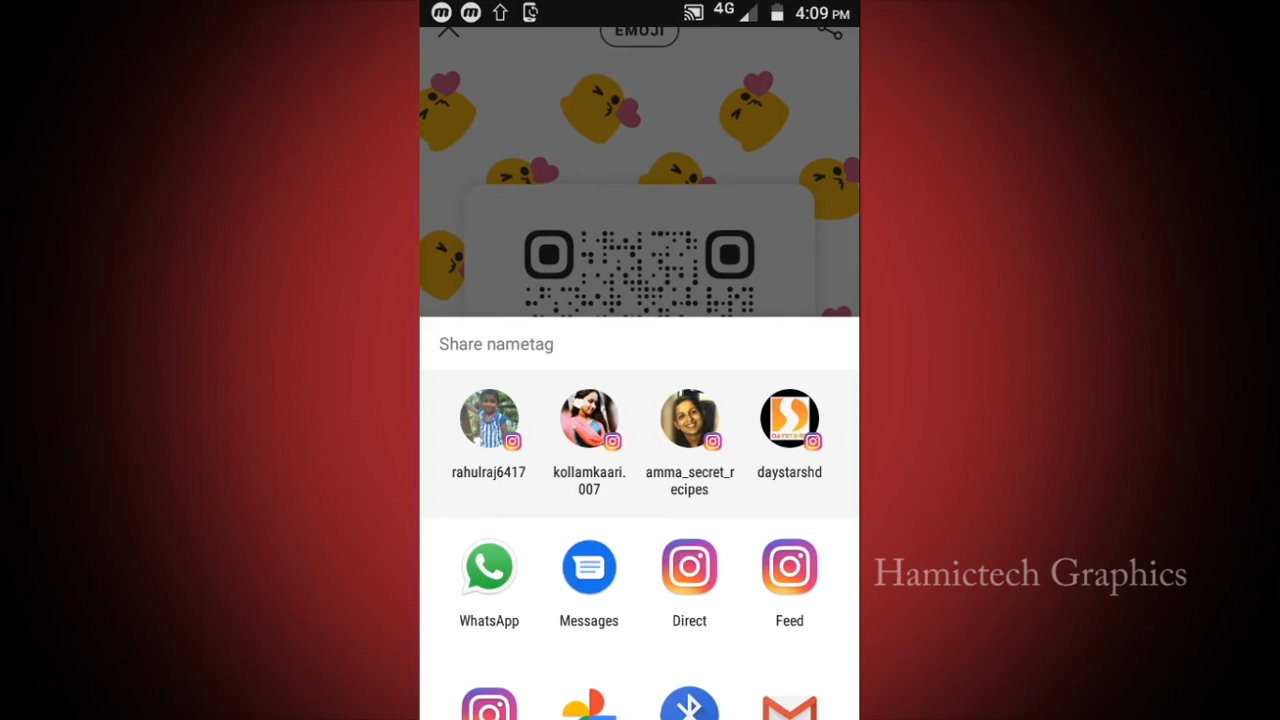 4G 4:09 PM
EMOJI
Share nametag
rahulraj6417
kollamkaari.
007
amma_secret_r
ecipes
DAYSTAR
daystarshd
WhatsApp
Messages
Direct
Feed
Hamictech Graphics